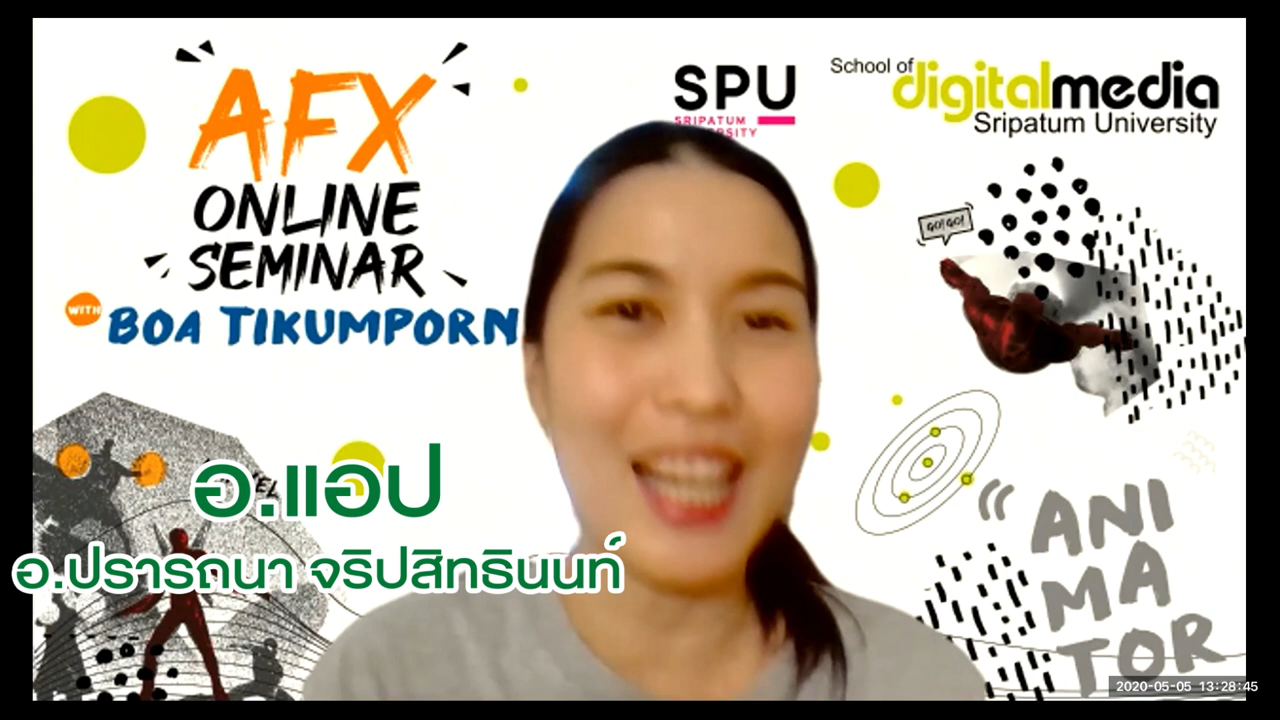 AFX
ONLINE
SEMINAR
WITH
BOA TIKUMPORN
SPU
SRIPATUM
SITY
School of
digitalmedia
Sripatum University
GO! GO!
อ.แอป
อ.ปรารถนา จริปสิทธินนท์
ANI
MA
TOR
2020-05-05 13:28:45